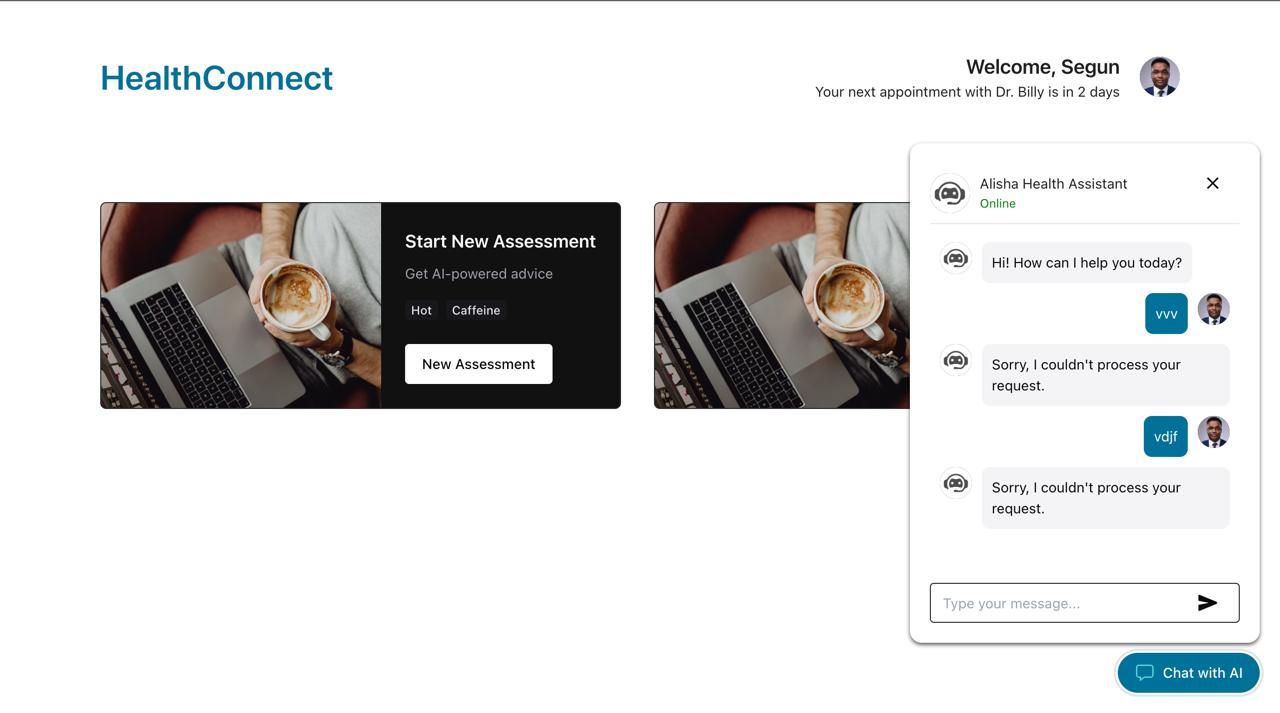 HealthConnect
Welcome, Segun
Your next appointment with Dr. Billy is in 2 days
Start New Assessment
Get AI-powered advice
Hot Caffeine
New Assessment
Alisha Health Assistant
Online
Hi! How can I help you today?
vvv
Sorry, I couldn't process your
request.
vdjf
Sorry, I couldn't process your
request.
Type your message...
Chat with AI